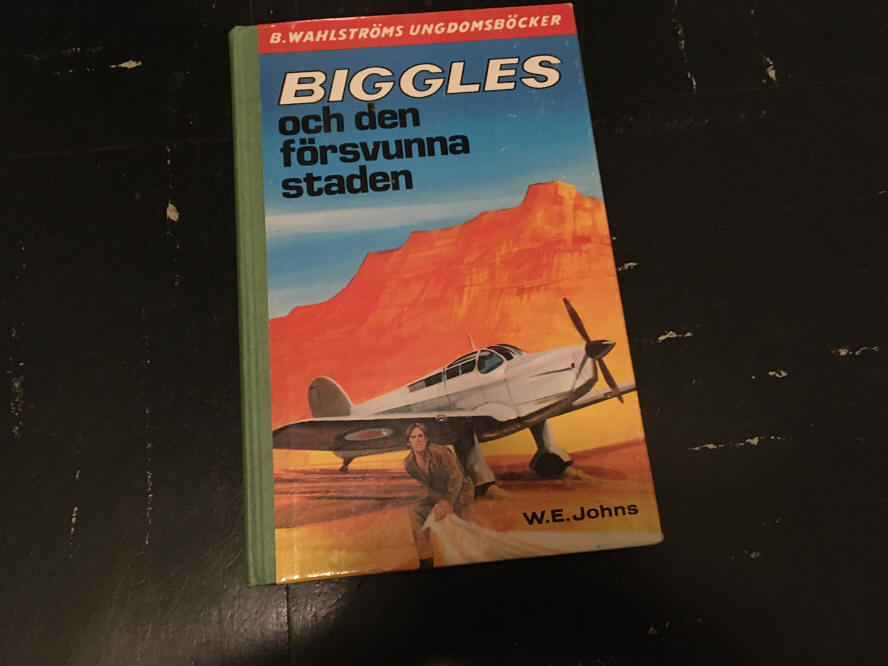 B.WAHLSTRÖMS UNGDOMSBÖCKER
BIGGLES
och den
försvunna
staden
W.E.Johns